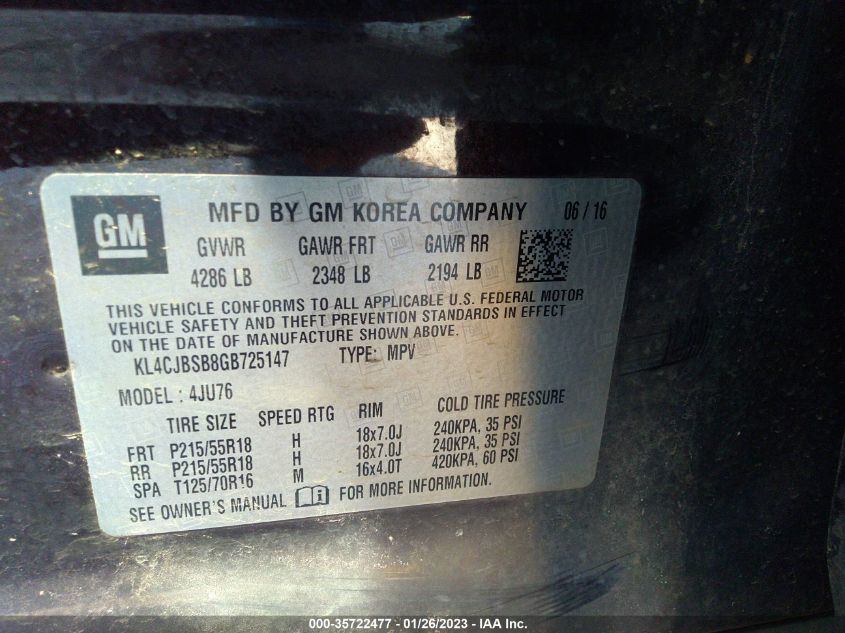 GM MFD BY GM KOREA COMPANY 06 / 16
GVWR GAWR FRT GAWR RR
4286 LB 2348 LB 2194 LB
THIS VEHICLE CONFORMS TO ALL APPLICABLE U.S. FEDERAL MOTOR
VEHICLE SAFETY AND THEFT PREVENTION STANDARDS IN EFFECT
ON THE DATE OF MANUFACTURE SHOWN ABOVE.
KL4CJBSB8GB725147 TYPE: MPV
MODEL : 4JU76
TIRE SIZE SPEED RTG RIM COLD TIRE PRESSURE
FRT P215/55R18 H 18x7.0J 240KPA, 35 PSI
RR P215/55R18 H 18x7.0J 240KPA, 35 PSI
SPA T125/70R16 M 16x4.0T 420KPA, 60 PSI
SEE OWNER'S MANUAL FOR MORE INFORMATION.
000-35722477 - 01/26/2023 - IAA Inc.